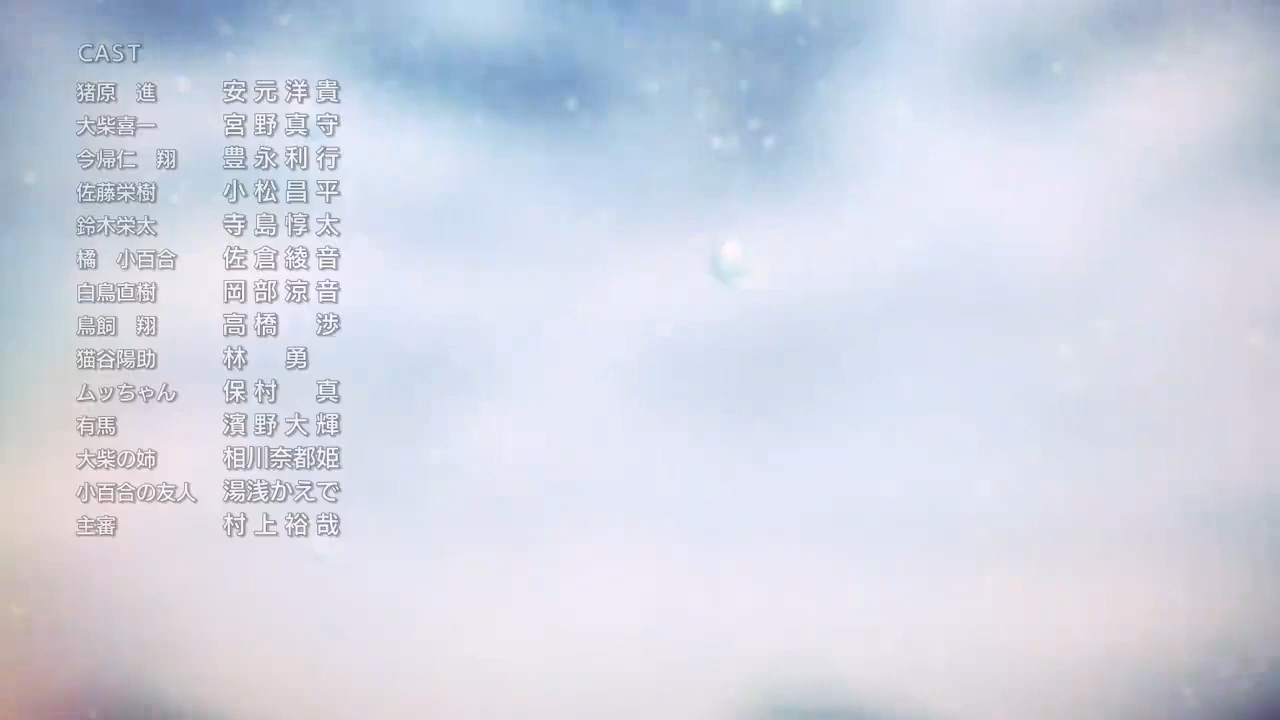 CAST
猪原　進　安元洋貴
大柴喜一　宮野真守
今帰仁　翔　豊永利行
佐藤栄樹　小松昌平
鈴木栄太　寺島惇太
橘　小百合　佐倉綾音
白鳥直樹　岡部涼音
鳥飼　翔　高橋　渉
猫谷陽助　林　勇
ムッちゃん　保村　真
有馬　濱野大輝
大柴の姉　相川奈都姫
小百合の友人　湯浅かえで
主審　村上裕哉